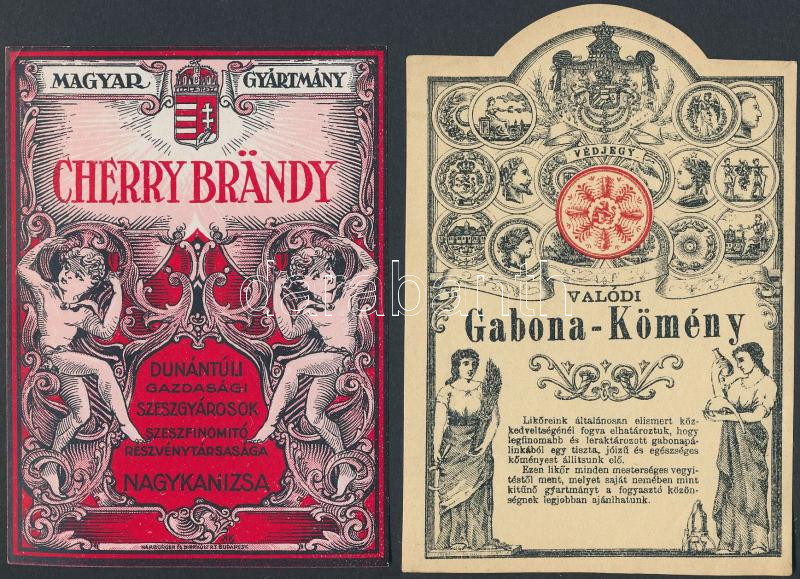 MAGYAR GYÁRTMÁNY
CHERRY BRÄNDY
DUNÁNTÚLI
GAZDASÁGI
SZESZGYÁROSOK
SZESZFINOMITÓ
RÉSZVÉNYTÁRSASÁGA
NAGYKANIZSA
VÉDJEGY
VALÓDI
Gabona-Kömény
Likőreink általánosan elismert köz-
kedveltségénél fogva elhatároztuk, hogy
legfinomabb és leraktározott gabonapá-
linkából egy tiszta, jóizű és egészséges
köményest állitsunk elő.
Ezen likőr minden mesterséges vegyi-
téstől ment, melyet saját nemében mint
kitűnő gyártmányt a fogyasztó közön-
ségnek legjobban ajánlhatunk.
darabanth